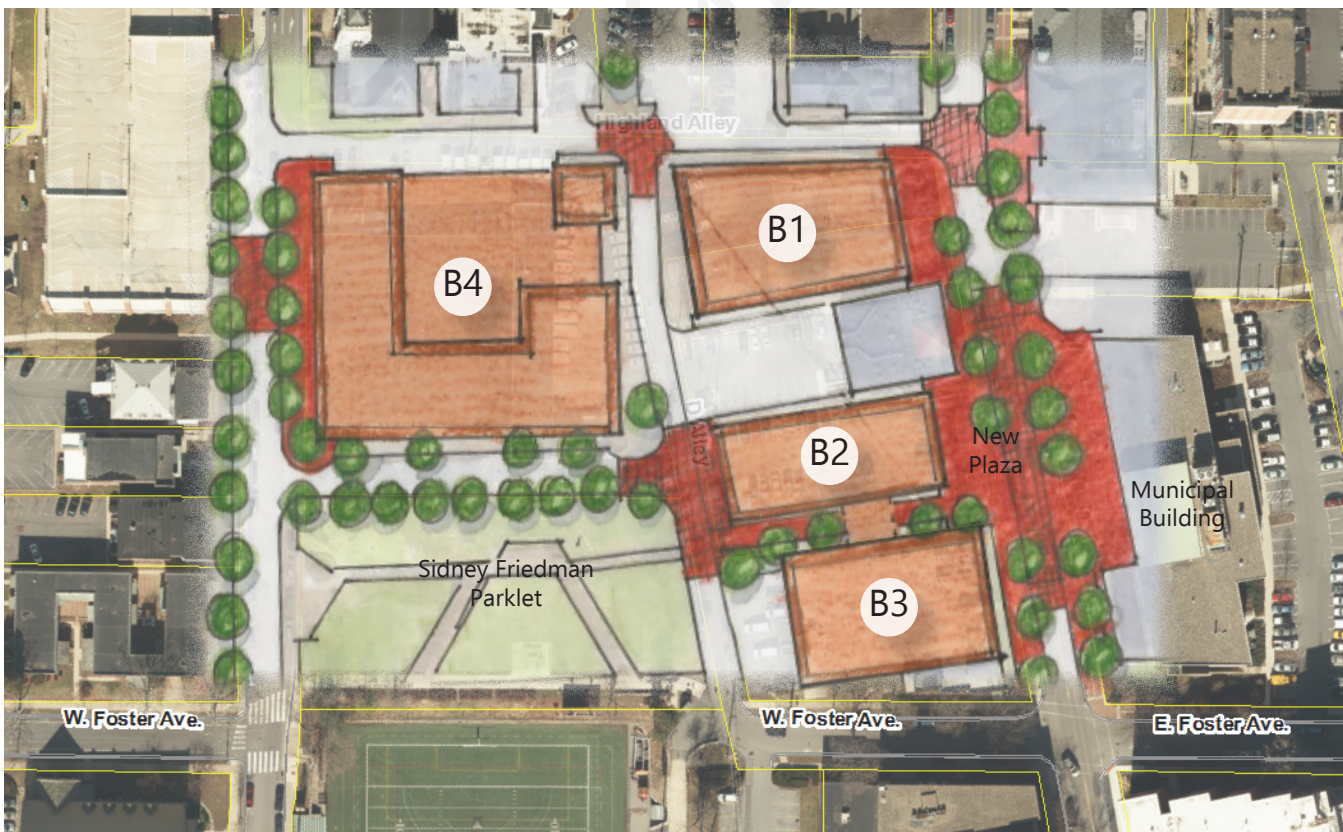 Highland Alley
B1
B4
D Alley
B2
New
Plaza
Municipal
Building
Sidney Friedman
Parklet
B3
W. Foster Ave.
W. Foster Ave.
E. Foster Ave.